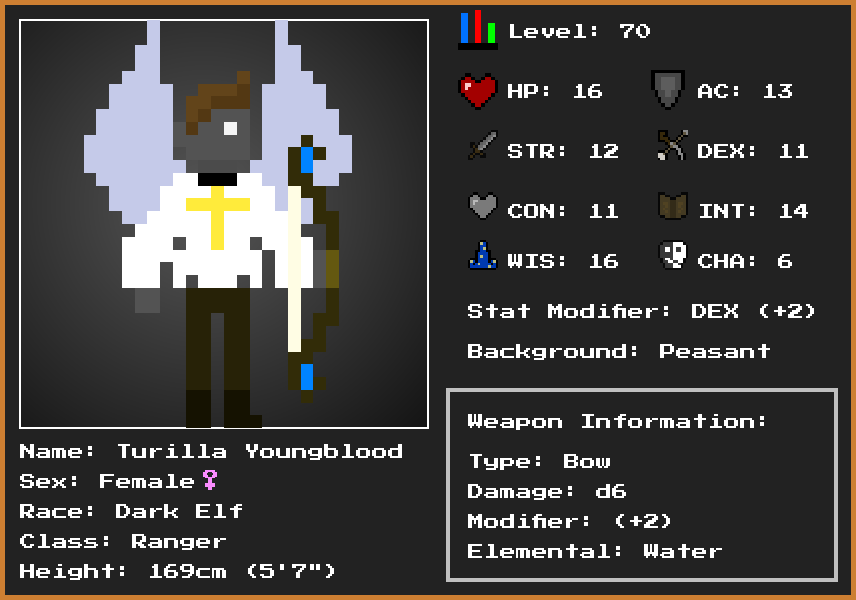 Level: 70
HP: 16
AC: 13
STR: 12
DEX: 11
CON: 11
INT: 14
WIS: 16
CHA: 6
Stat Modifier: DEX (+2)
Background: Peasant
Weapon Information:
Type: Bow
Damage: d6
Modifier: (+2)
Elemental: Water
Name: Turilla Youngblood
Sex: Female♀
Race: Dark Elf
Class: Ranger
Height: 169cm (5'7")